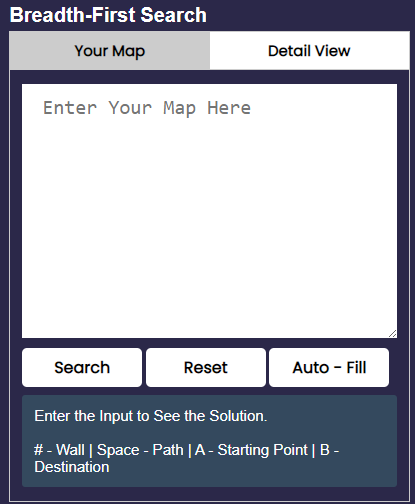 Breadth-First Search
Your Map
Detail View
Enter Your Map Here
Search
Reset
Auto - Fill
Enter the Input to See the Solution.
# - Wall | Space - Path | A - Starting Point | B -
Destination